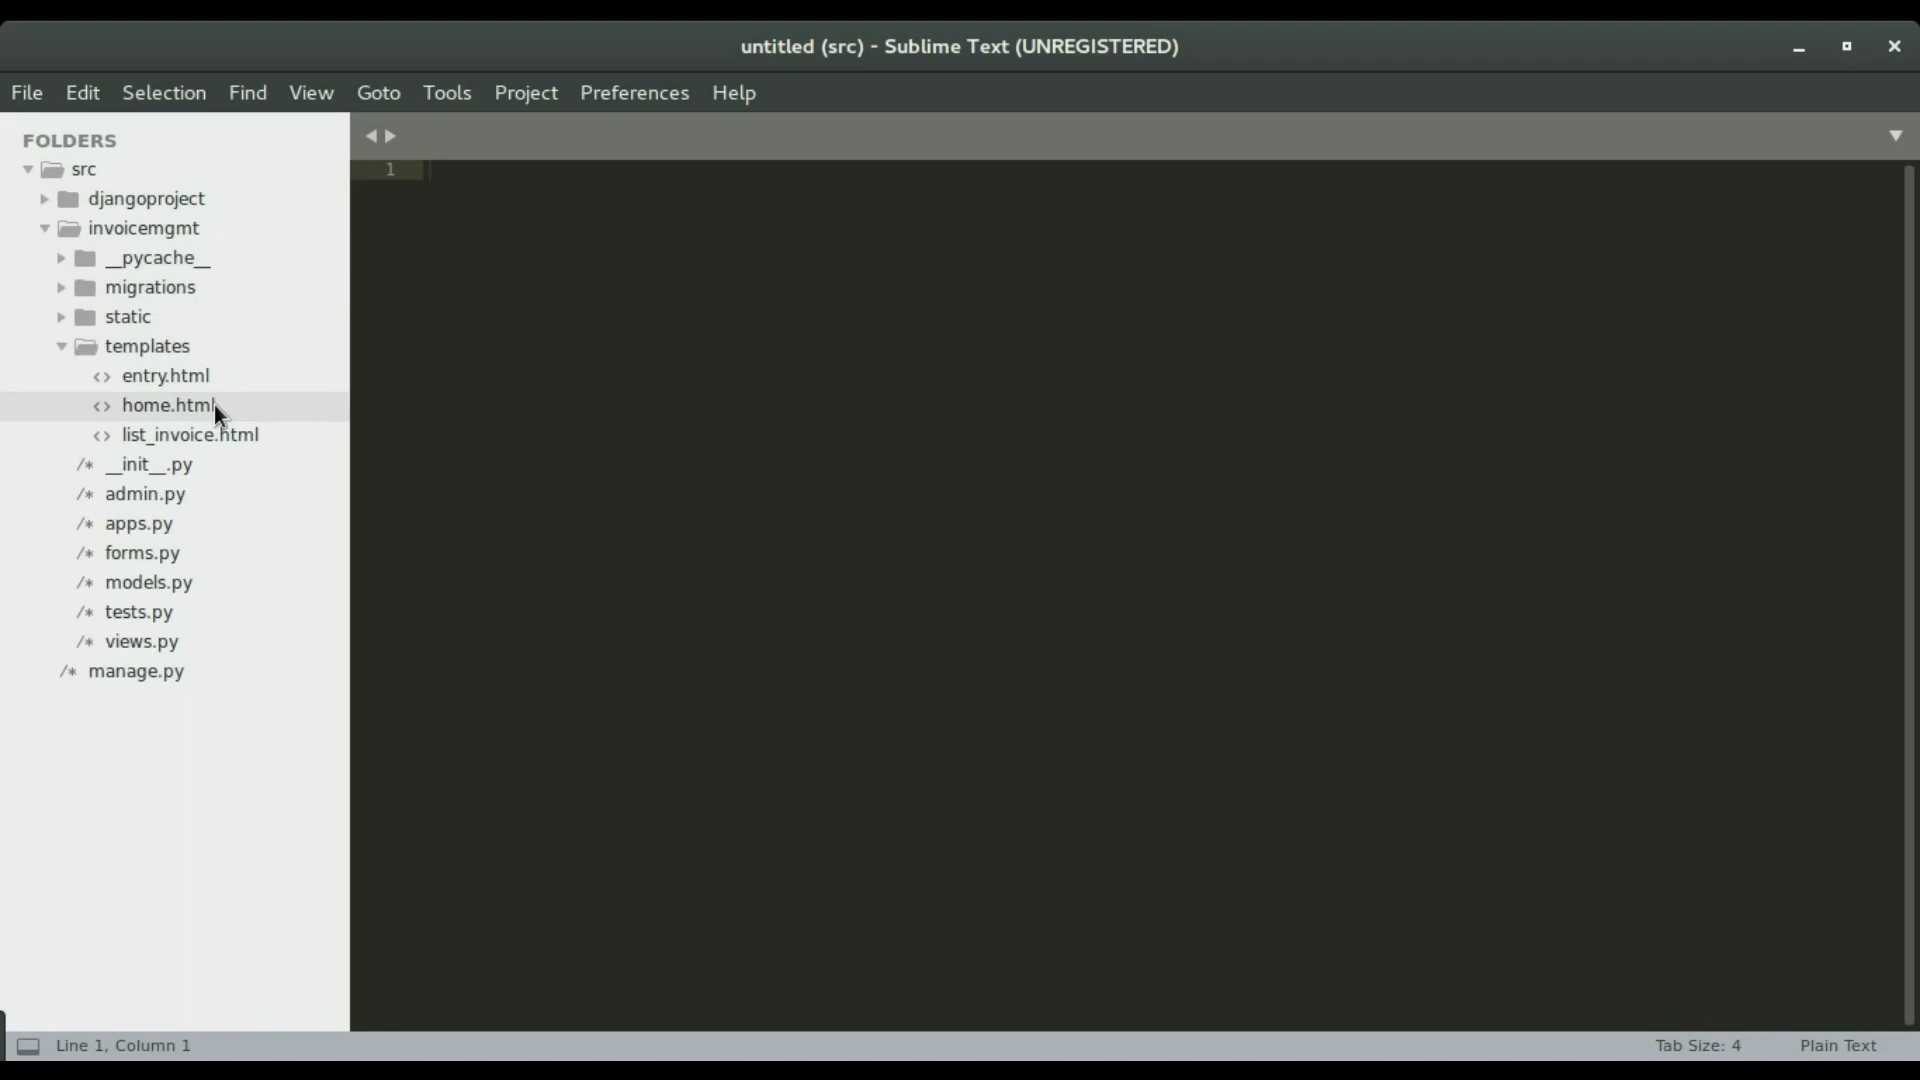 untitled (src) - Sublime Text (UNREGISTERED)
File Edit Selection Find View Goto Tools Project Preferences Help
FOLDERS
src
djangoproject
invoicemgmt
__pycache__
migrations
static
templates
<> entry.html
<> home.html
<> list_invoice.html
/* __init__.py
/* admin.py
/* apps.py
/* forms.py
/* models.py
/* tests.py
/* views.py
/* manage.py
1
Line 1, Column 1
Tab Size: 4
Plain Text